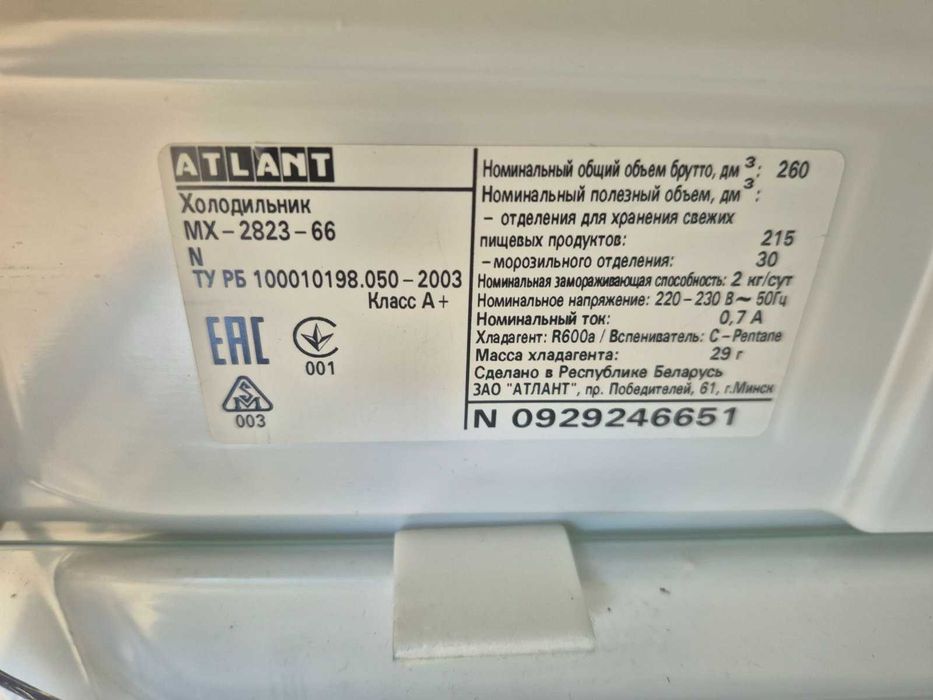 ATLANT
Холодильник
МХ-2823-66
N
ТУ РБ 100010198.050-2003
Класс А+
EAC
001
003
Номинальный общий объем брутто, дм³: 260
Номинальный полезный объем, дм³:
- отделения для хранения свежих
пищевых продуктов: 215
- морозильного отделения: 30
Номинальная замораживающая способность: 2 кг/сут
Номинальное напряжение: 220-230 В~ 50Гц
Номинальный ток: 0,7 А
Хладагент: R600a / Вспениватель: C-Pentane
Масса хладагента: 29 г
Сделано в Республике Беларусь
ЗАО "АТЛАНТ", пр. Победителей, 61, г.Минск
N 0929246651